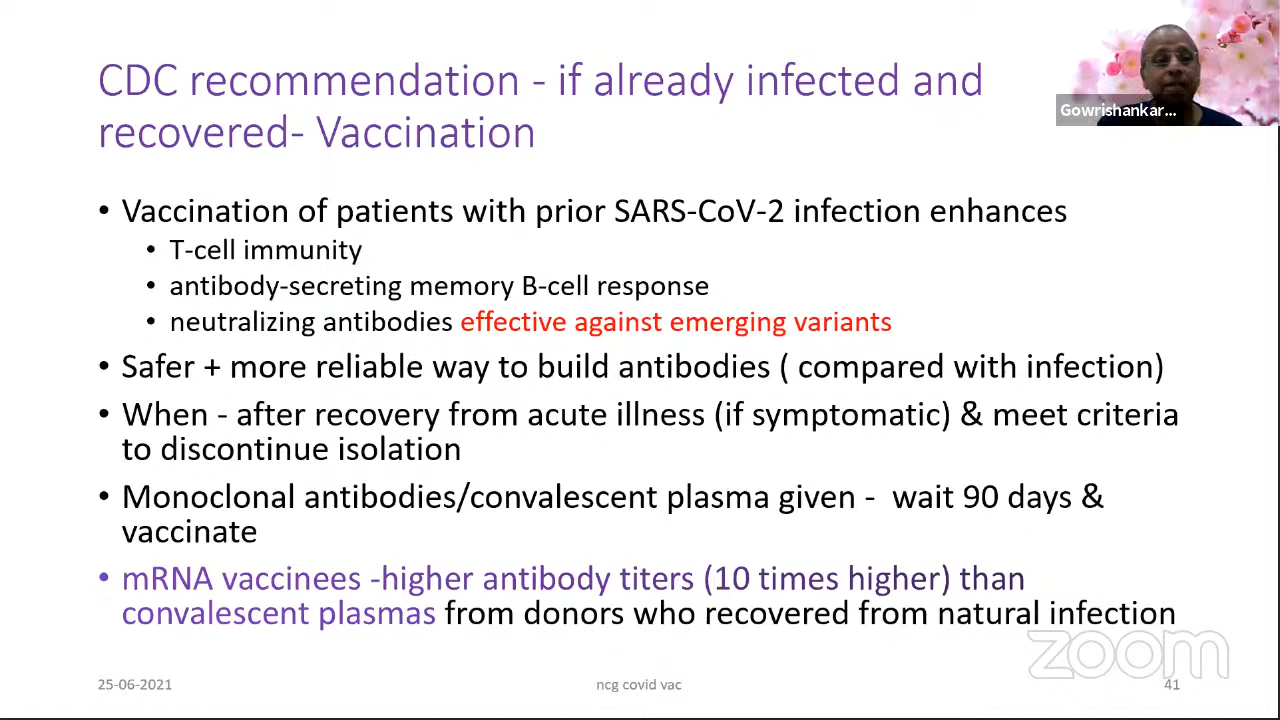 CDC recommendation - if already infected and
recovered- Vaccination
Gowrishankar...
• Vaccination of patients with prior SARS-CoV-2 infection enhances
• T-cell immunity
• antibody-secreting memory B-cell response
• neutralizing antibodies effective against emerging variants
• Safer + more reliable way to build antibodies ( compared with infection)
• When - after recovery from acute illness (if symptomatic) & meet criteria
to discontinue isolation
• Monoclonal antibodies/convalescent plasma given - wait 90 days &
vaccinate
• mRNA vaccinees -higher antibody titers (10 times higher) than
convalescent plasmas from donors who recovered from natural infection
zoom
25-06-2021
ncg covid vac
41